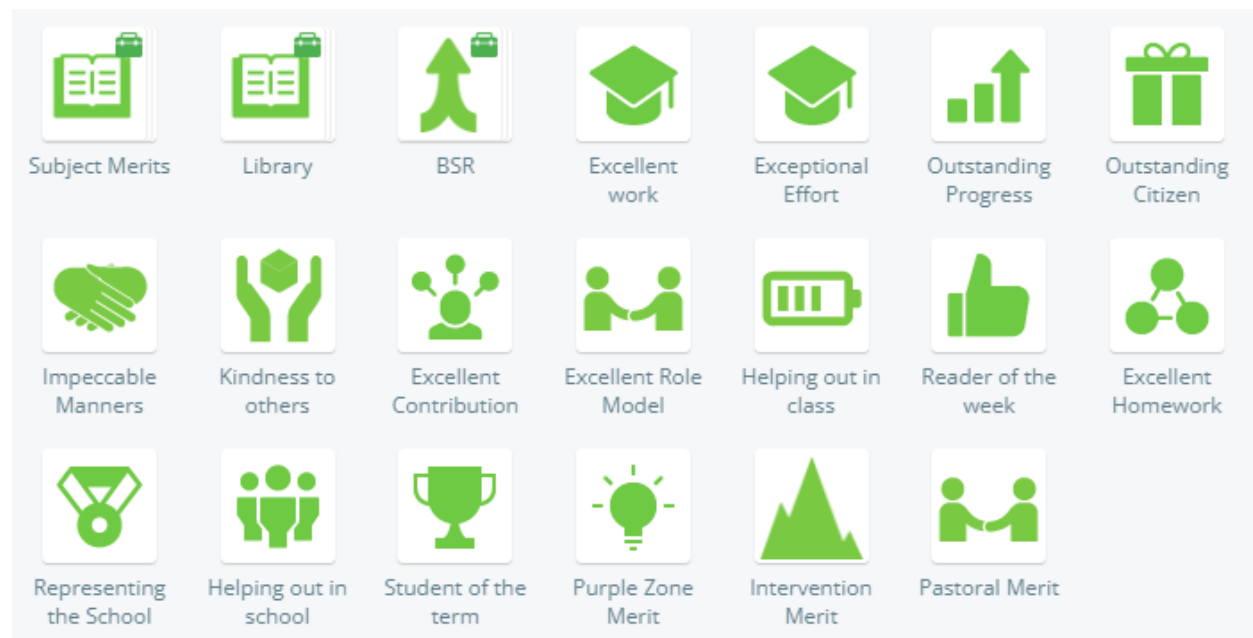 Subject Merits
Library
BSR
Excellent
work
Exceptional
Effort
Outstanding
Progress
Outstanding
Citizen
Impeccable
Manners
Kindness to
others
Excellent
Contribution
Excellent Role
Model
Helping out in
class
Reader of the
week
Excellent
Homework
Representing
the School
Helping out in
school
Student of the
term
Purple Zone
Merit
Intervention
Merit
Pastoral Merit